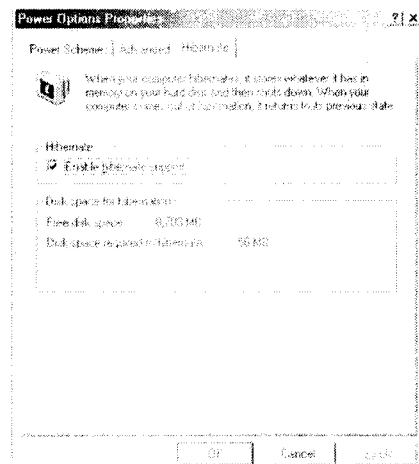 Power Options Properties
Power Schemes Advanced Hibernate
When your computer hibernates, it stores whatever it has in
memory on your hard disk and then shuts down. When your
computer comes out of hibernation, it returns to its previous state.
Hibernate
Enable hibernate support
Disk space for hibernation
Free disk space: MB
Disk space required to hibernate: MB
OK Cancel Apply